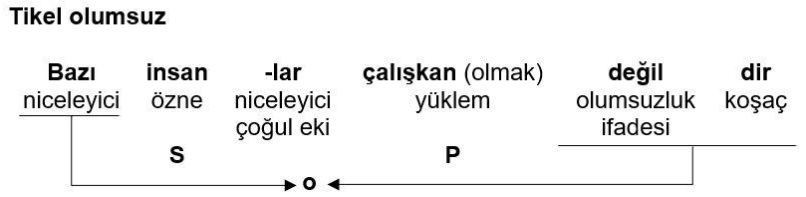 Tikel olumsuz
Bazı insan -lar çalışkan (olmak) değil dir
niceleyici özne niceleyici yüklem olumsuzluk koşaç
çoğul eki ifadesi
S P
o